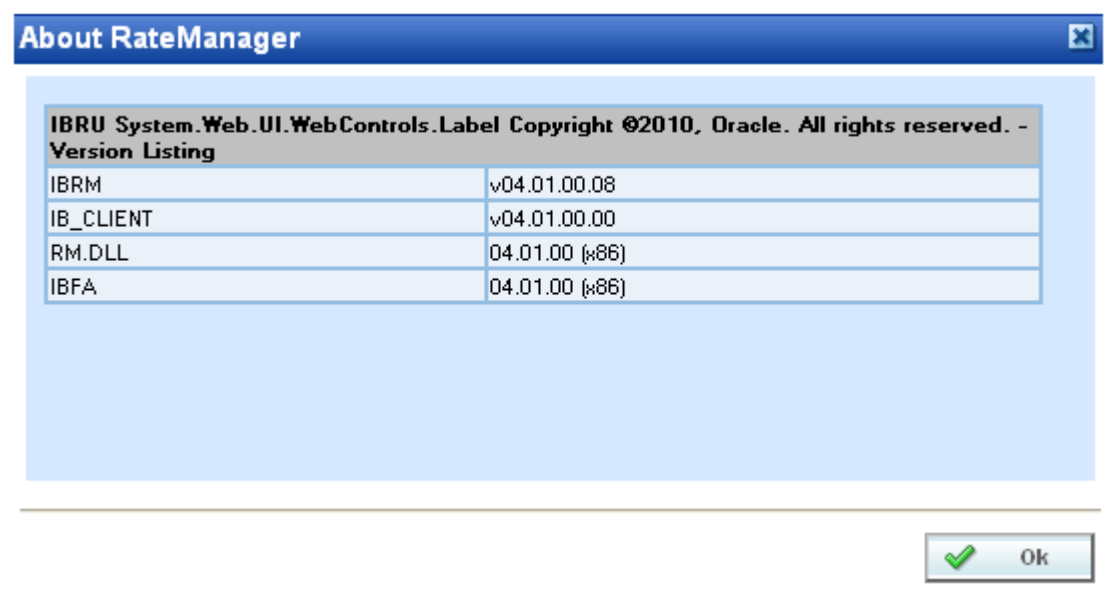 About RateManager
IBRU System.Web.UI.WebControls.Label Copyright ©2010, Oracle. All rights reserved. -
Version Listing
IBRM v04.01.00.08
IB_CLIENT v04.01.00.00
RM.DLL 04.01.00 (x86)
IBFA 04.01.00 (x86)
Ok